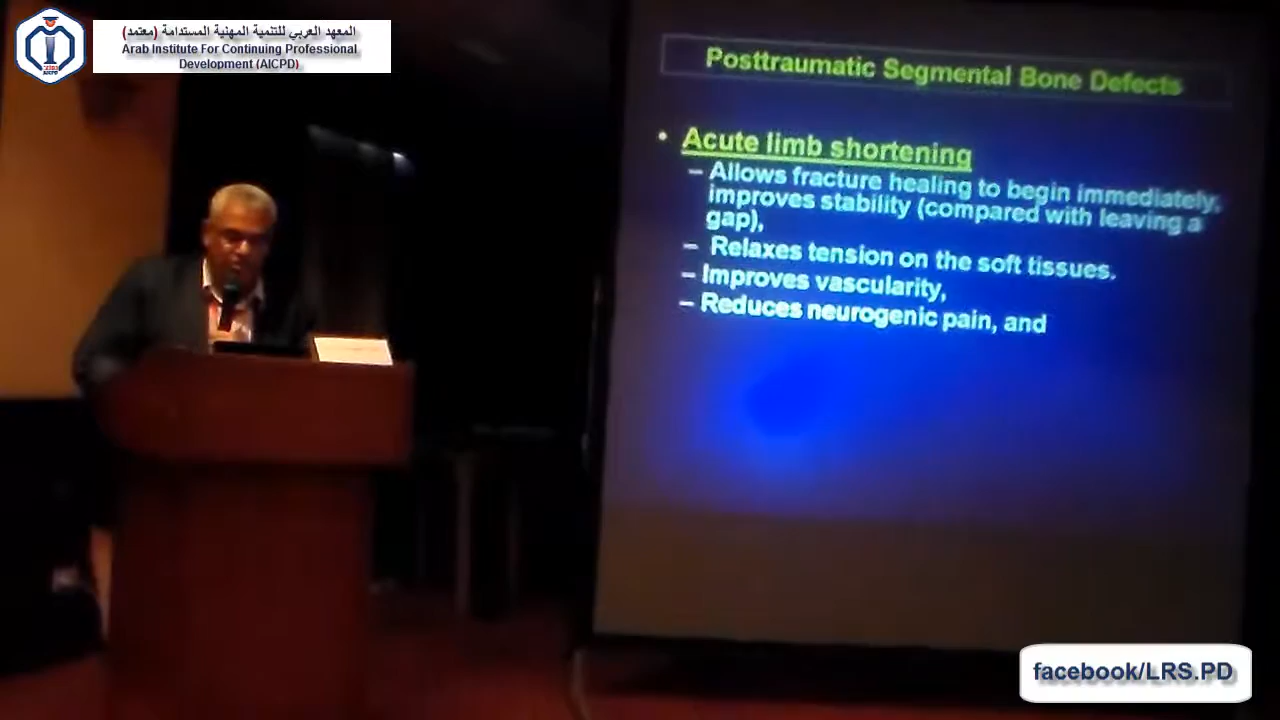 المعهد العربي للتنمية المهنية المستدامة (معتمد)
Arab Institute For Continuing Professional
Development (AICPD)
AICPD
Posttraumatic Segmental Bone Defects
• Acute limb shortening
– Allows fracture healing to begin immediately,
improves stability (compared with leaving a
gap),
– Relaxes tension on the soft tissues.
– Improves vascularity,
– Reduces neurogenic pain, and
facebook/LRS.PD